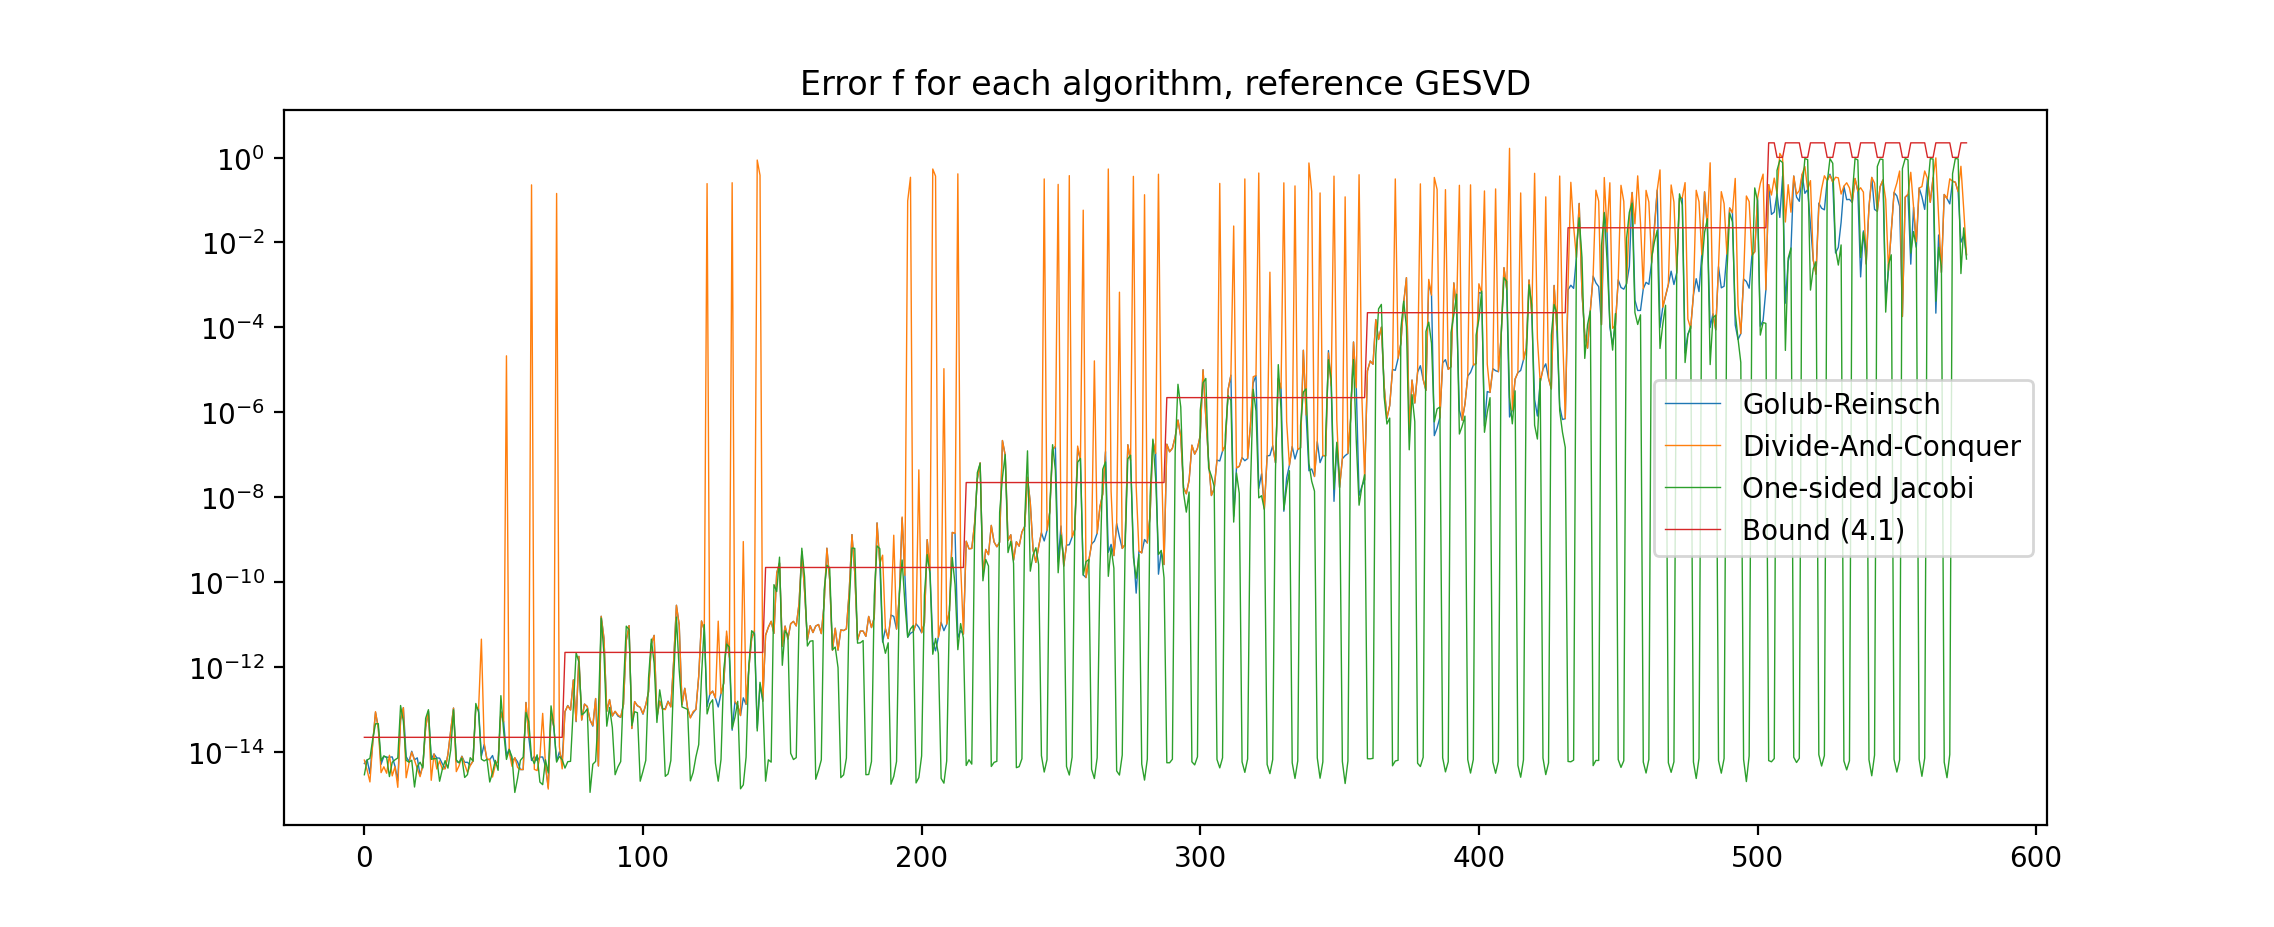 Error f for each algorithm, reference GESVD
10⁰
10⁻²
10⁻⁴
10⁻⁶
10⁻⁸
10⁻¹⁰
10⁻¹²
10⁻¹⁴
Golub-Reinsch
Divide-And-Conquer
One-sided Jacobi
Bound (4.1)
0 100 200 300 400 500 600